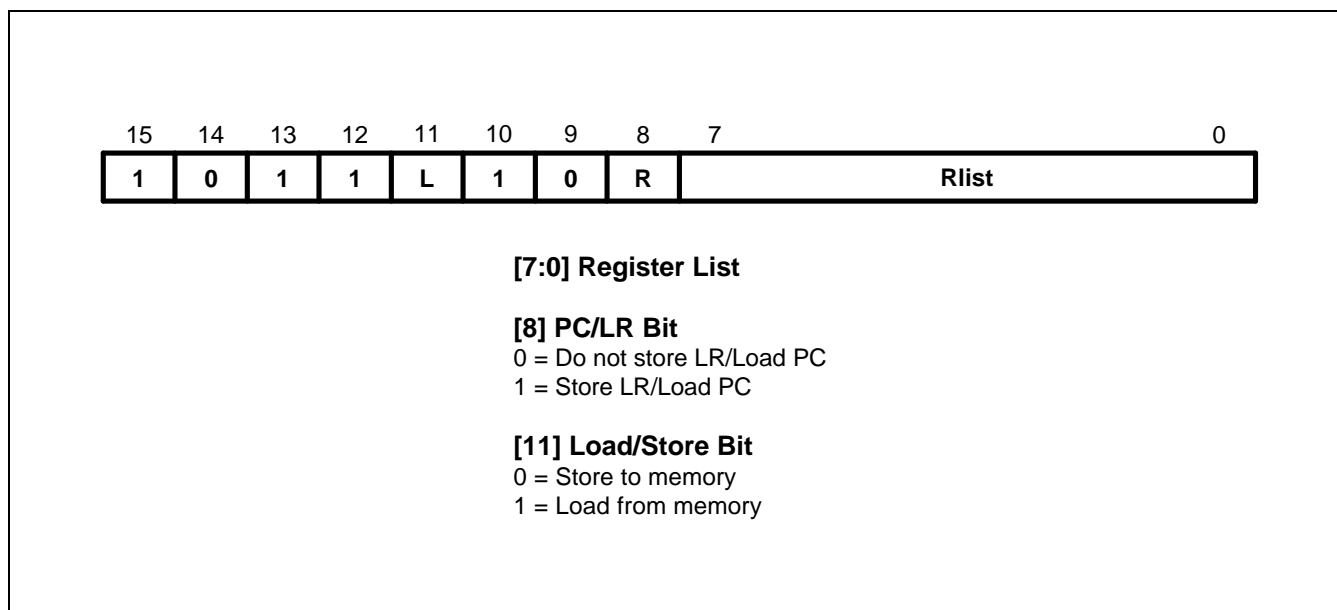 15 14 13 12 11 10 9 8 7 0
1 0 1 1 L 1 0 R Rlist
[7:0] Register List
[8] PC/LR Bit
0 = Do not store LR/Load PC
1 = Store LR/Load PC
[11] Load/Store Bit
0 = Store to memory
1 = Load from memory